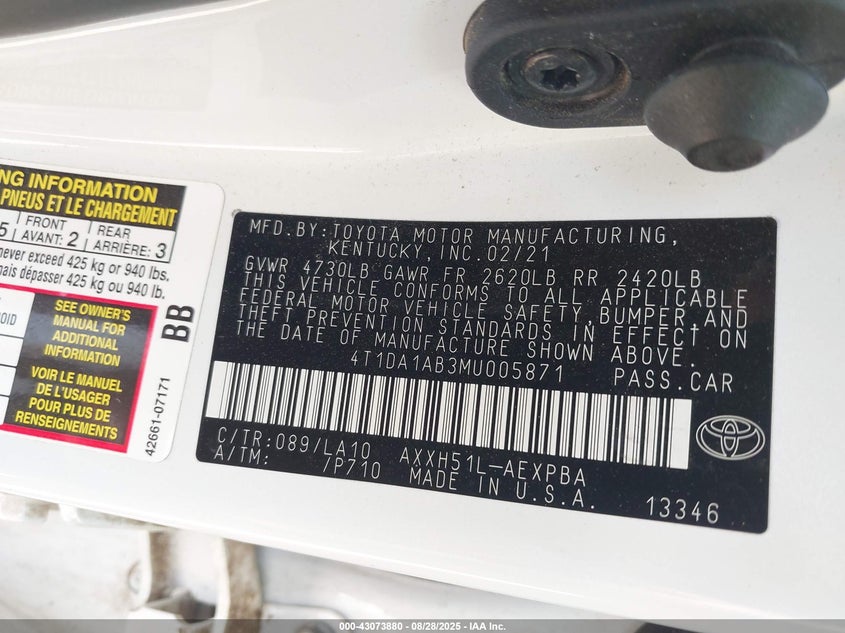 NG INFORMATION
PNEUS ET LE CHARGEMENT
5 FRONT AVANT: 2 REAR ARRIÈRE: 3
never exceed 425 kg or 940 lbs.
mais dépasser 425 kg ou 940 lb.
OID
SEE OWNER'S
MANUAL FOR
ADDITIONAL
INFORMATION
VOIR LE MANUEL
DE L'USAGER
POUR PLUS DE
RENSEIGNEMENTS
BB
42661-07171
MFD.BY:TOYOTA MOTOR MANUFACTURING,
KENTUCKY, INC. 02/21
GVWR 4730LB GAWR FR 2620LB RR 2420LB
THIS VEHICLE CONFORMS TO ALL APPLICABLE
FEDERAL MOTOR VEHICLE SAFETY, BUMPER, AND
THEFT PREVENTION STANDARDS IN EFFECT ON
THE DATE OF MANUFACTURE SHOWN ABOVE.
4T1DA1AB3MU005871 PASS.CAR
C/TR:089/LA10 AXXH51L-AEXPBA
A/TM: /P710 MADE IN U.S.A.
13346
000-43073880 - 08/28/2025 - IAA Inc.